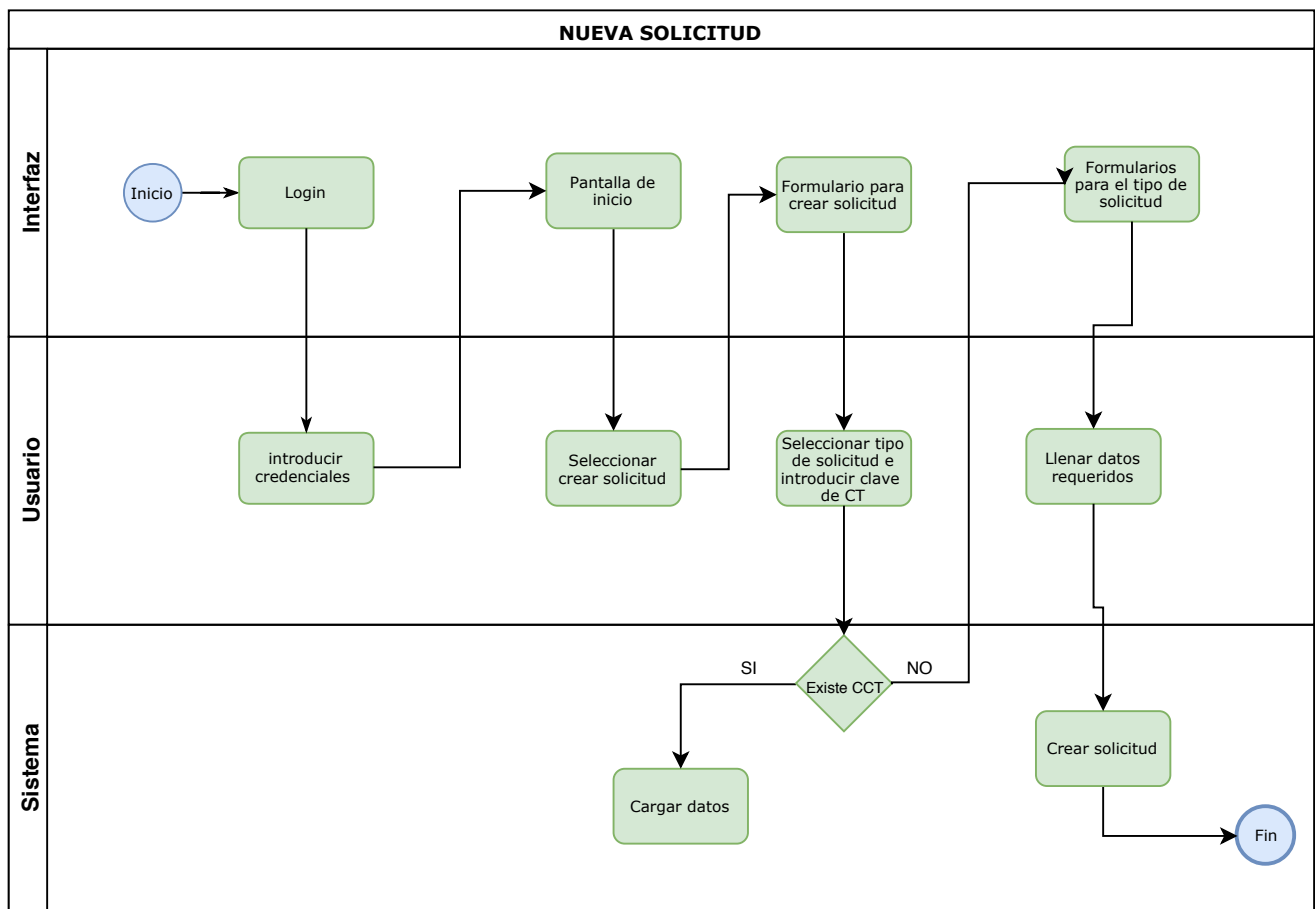 NUEVA SOLICITUD
Interfaz
Inicio
Login
Pantalla de
inicio
Formulario para
crear solicitud
Formularios
para el tipo de
solicitud
Usuario
introducir
credenciales
Seleccionar
crear solicitud
Seleccionar tipo
de solicitud e
introducir clave
de CT
Llenar datos
requeridos
Sistema
SI
Existe CCT
NO
Cargar datos
Crear solicitud
Fin